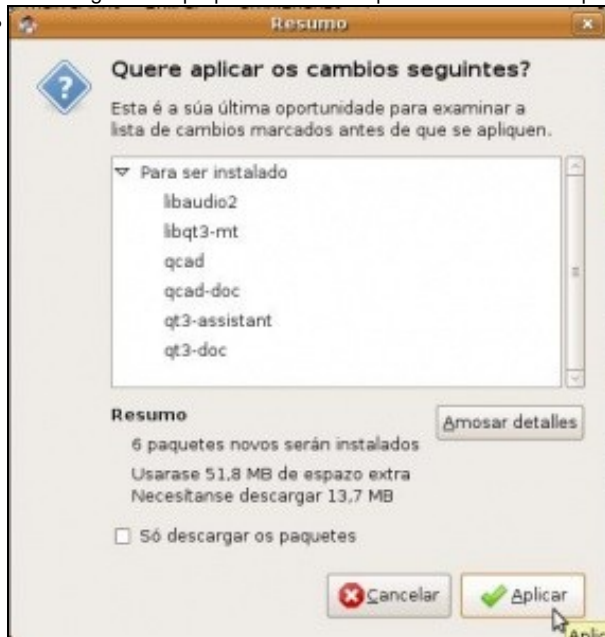 Resumo
Quere aplicar os cambios seguintes?
Esta é a súa última oportunidade para examinar a
lista de cambios marcados antes de que se apliquen.
Para ser instalado
libaudio2
libqt3-mt
qcad
qcad-doc
qt3-assistant
qt3-doc
Resumo
Amosar detalles
6 paquetes novos serán instalados
Usarase 51,8 MB de espazo extra
Necesítanse descargar 13,7 MB
Só descargar os paquetes
Cancelar
Aplicar